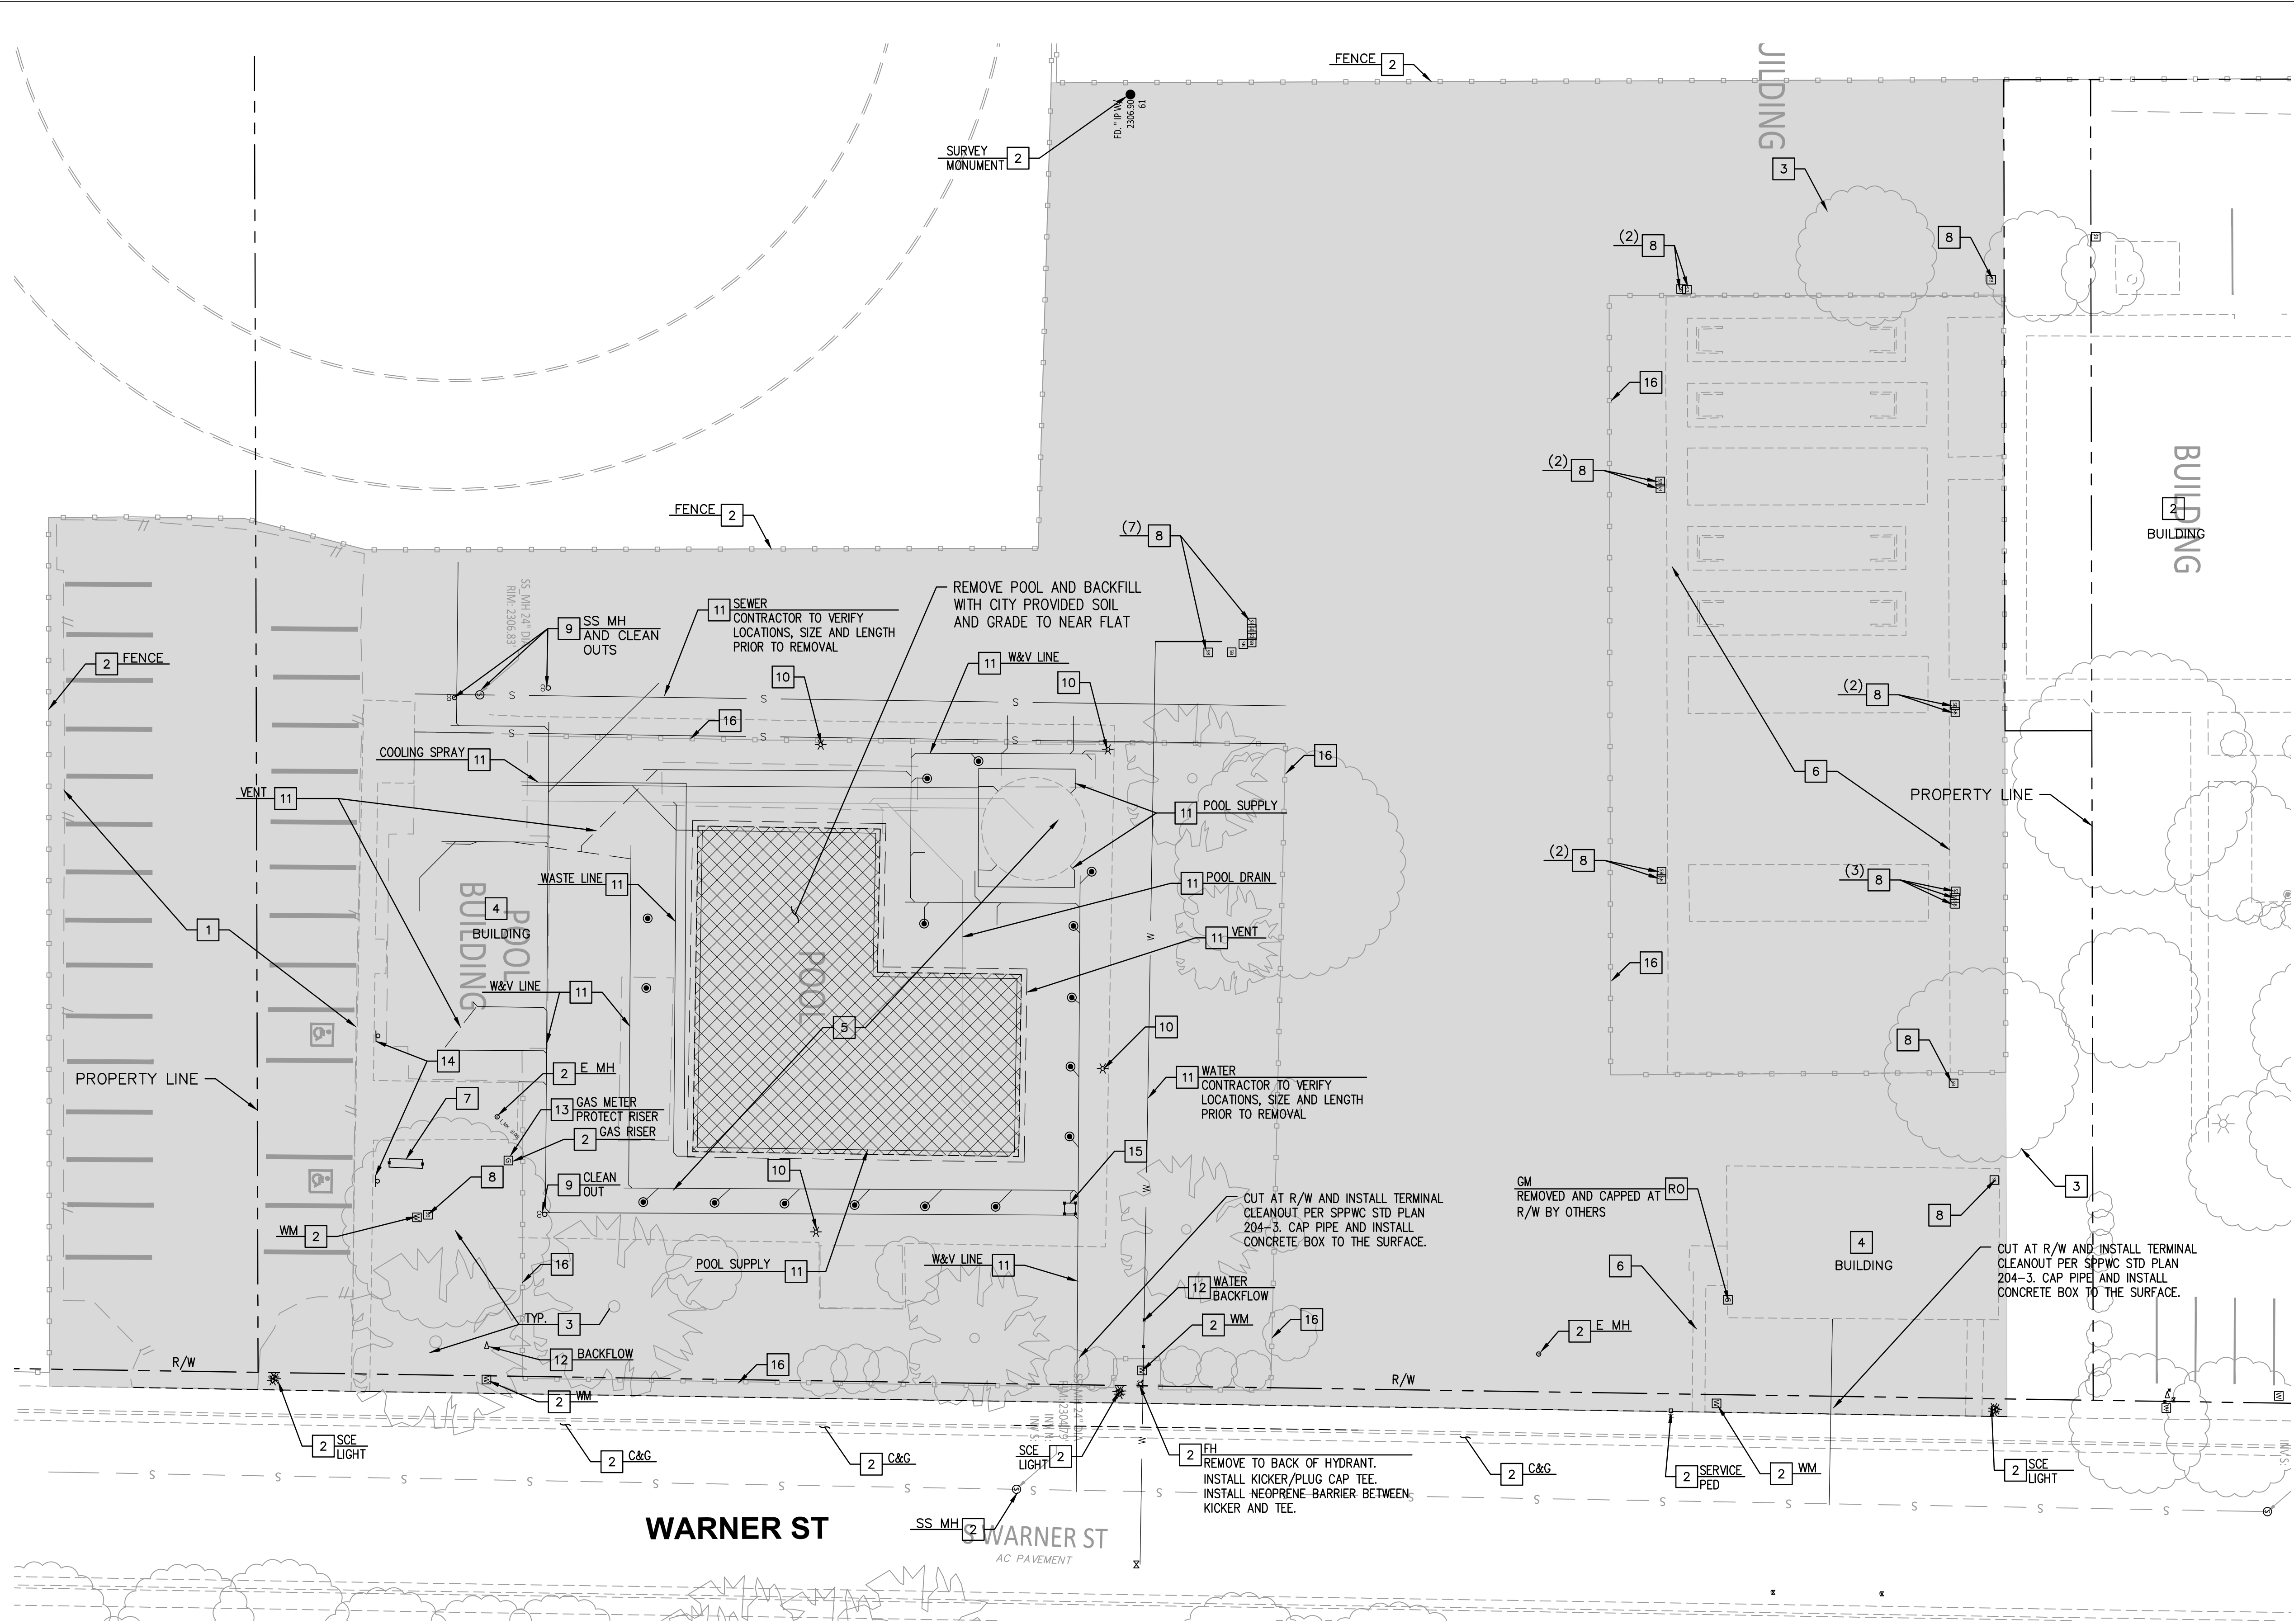 FENCE 2
UILDING
FD. " IP W/
2306.90
61
SURVEY
MONUMENT 2
3
(2) 8
8
16
(2) 8
BUILDING
2
BUILDING
FENCE 2
(7) 8
SS_MH 24" DI
RIM: 2306.83'
REMOVE POOL AND BACKFILL
WITH CITY PROVIDED SOIL
AND GRADE TO NEAR FLAT
11 SEWER
CONTRACTOR TO VERIFY
LOCATIONS, SIZE AND LENGTH
PRIOR TO REMOVAL
9 SS MH
AND CLEAN
OUTS
2 FENCE
11 W&V LINE
10
10
S S S
16
S S S
COOLING SPRAY 11
16
VENT 11
11 POOL SUPPLY
(2) 8
6
PROPERTY LINE
WASTE LINE 11
11 POOL DRAIN
(2) 8
(3) 8
4
BUILDING
POOL
BUILDING
1
11 VENT
W
W&V LINE 11
POOL
16
5
10
14
8
PROPERTY LINE
2 E MH
11 WATER
CONTRACTOR TO VERIFY
LOCATIONS, SIZE AND LENGTH
PRIOR TO REMOVAL
7
13 GAS METER
PROTECT RISER
2 GAS RISER
15
8
10
9 CLEAN
OUT
W
CUT AT R/W AND INSTALL TERMINAL
CLEANOUT PER SPPWC STD PLAN
204-3. CAP PIPE AND INSTALL
CONCRETE BOX TO THE SURFACE.
GM
REMOVED AND CAPPED AT RO
R/W BY OTHERS
3
8
WM 2
4
BUILDING
CUT AT R/W AND INSTALL TERMINAL
CLEANOUT PER SPPWC STD PLAN
204-3. CAP PIPE AND INSTALL
CONCRETE BOX TO THE SURFACE.
16
POOL SUPPLY 11
W&V LINE 11
6
12 WATER
BACKFLOW
TYP. 3
2 WM
16
2 E MH
12 BACKFLOW
16
R/W
R/W
2 WM
2 SCE
LIGHT
2 C&G
2 C&G
SCE
LIGHT 2
W
2 FH
REMOVE TO BACK OF HYDRANT.
INSTALL KICKER/PLUG CAP TEE.
INSTALL NEOPRENE BARRIER BETWEEN
KICKER AND TEE.
2 C&G
2 SERVICE
PED
2 WM
2 SCE
LIGHT
S S S S S S S S S S S S S S S S S
WARNER ST
SS MH 2
S WARNER ST
AC PAVEMENT